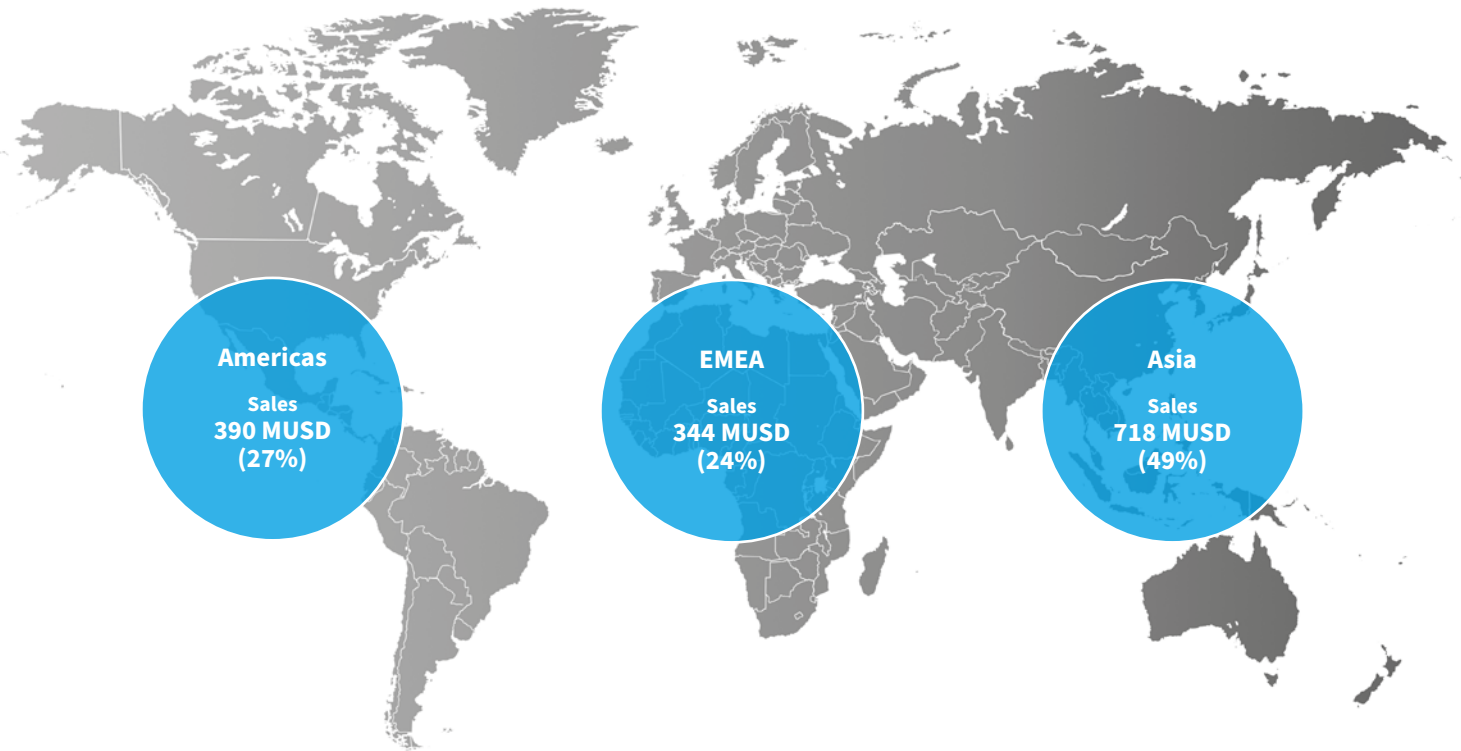 Americas
Sales
390 MUSD
(27%)
EMEA
Sales
344 MUSD
(24%)
Asia
Sales
718 MUSD
(49%)